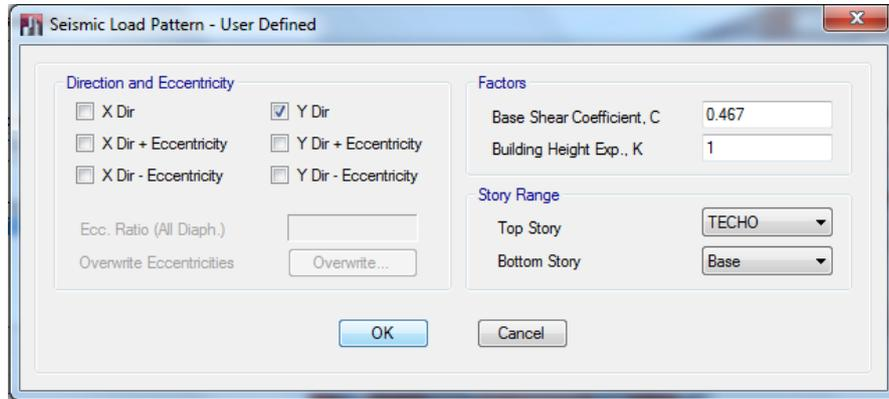 Seismic Load Pattern - User Defined
Direction and Eccentricity
X Dir
Y Dir
X Dir + Eccentricity
Y Dir + Eccentricity
X Dir - Eccentricity
Y Dir - Eccentricity
Ecc. Ratio (All Diaph.)
Overwrite Eccentricities
Overwrite...
Factors
Base Shear Coefficient, C
0.467
Building Height Exp., K
1
Story Range
Top Story
TECHO
Bottom Story
Base
OK
Cancel